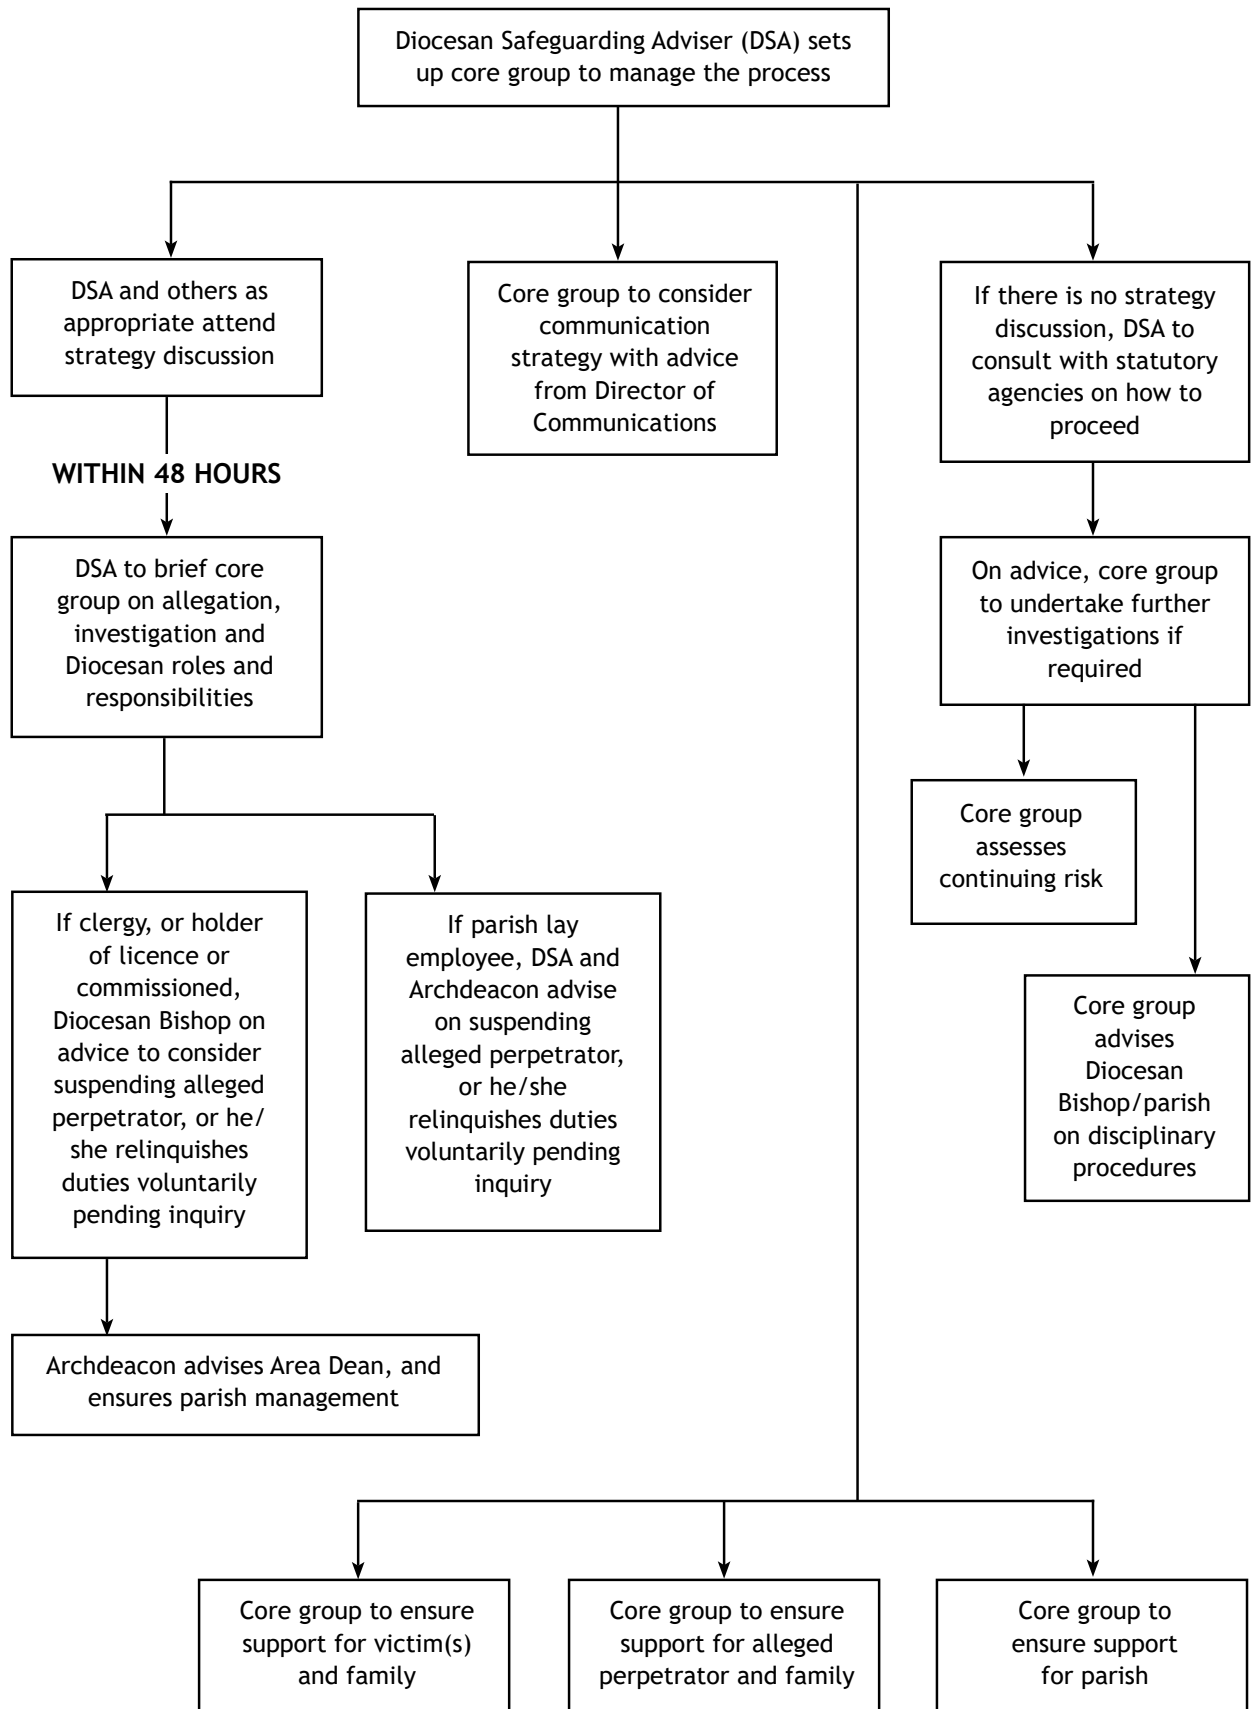 Diocesan Safeguarding Adviser (DSA) sets
up core group to manage the process
DSA and others as
appropriate attend
strategy discussion
Core group to consider
communication
strategy with advice
from Director of
Communications
If there is no strategy
discussion, DSA to
consult with statutory
agencies on how to
proceed
WITHIN 48 HOURS
DSA to brief core
group on allegation,
investigation and
Diocesan roles and
responsibilities
On advice, core group
to undertake further
investigations if
required
Core group
assesses
continuing risk
If clergy, or holder
of licence or
commissioned,
Diocesan Bishop on
advice to consider
suspending alleged
perpetrator, or he/
she relinquishes
duties voluntarily
pending inquiry
If parish lay
employee, DSA and
Archdeacon advise
on suspending
alleged perpetrator,
or he/she
relinquishes duties
voluntarily pending
inquiry
Core group
advises
Diocesan
Bishop/parish
on disciplinary
procedures
Archdeacon advises Area Dean, and
ensures parish management
Core group to ensure
support for victim(s)
and family
Core group to ensure
support for alleged
perpetrator and family
Core group to
ensure support
for parish